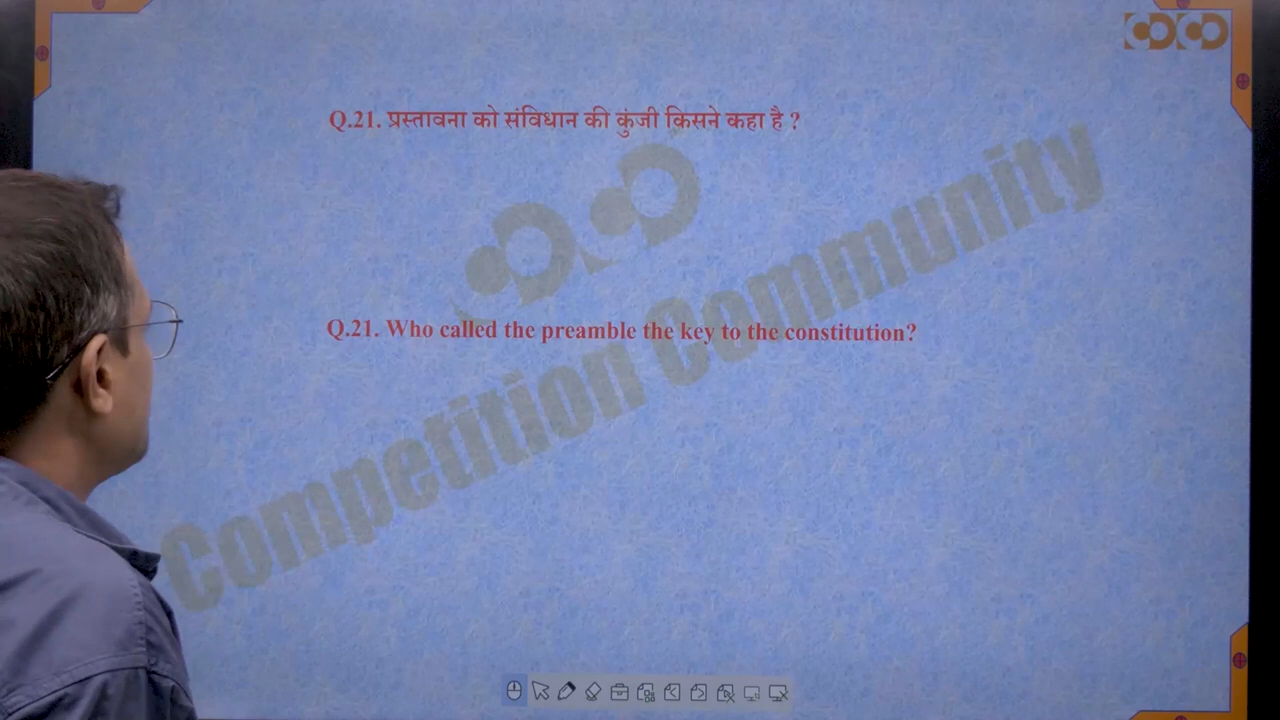 Q.21. प्रस्तावना को संविधान की कुंजी किसने कहा है ?
Q.21. Who called the preamble the key to the constitution?
Competition Community